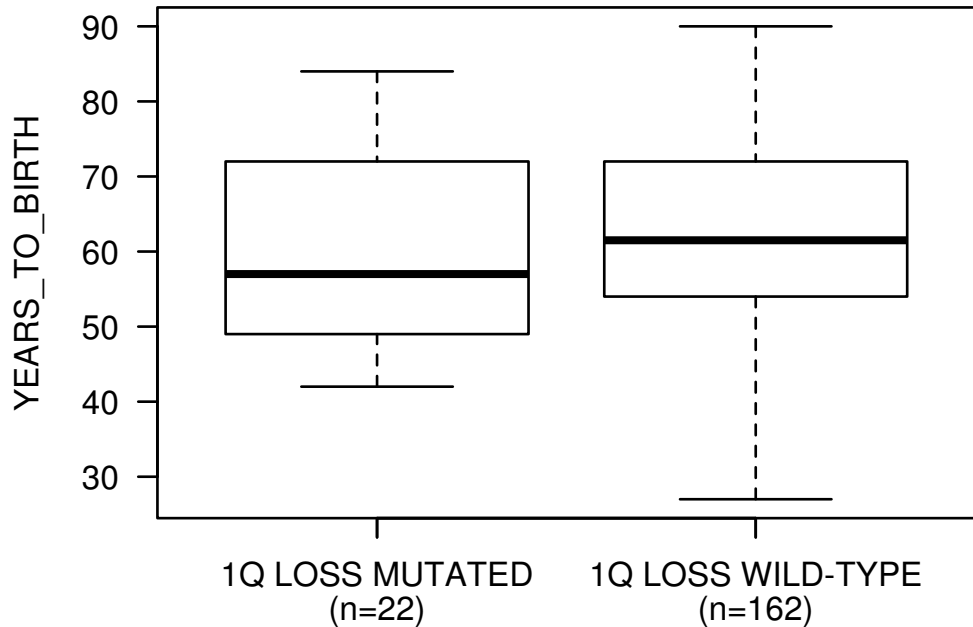 YEARS_TO_BIRTH
90
80
70
60
50
40
30
1Q LOSS MUTATED
(n=22)
1Q LOSS WILD-TYPE
(n=162)